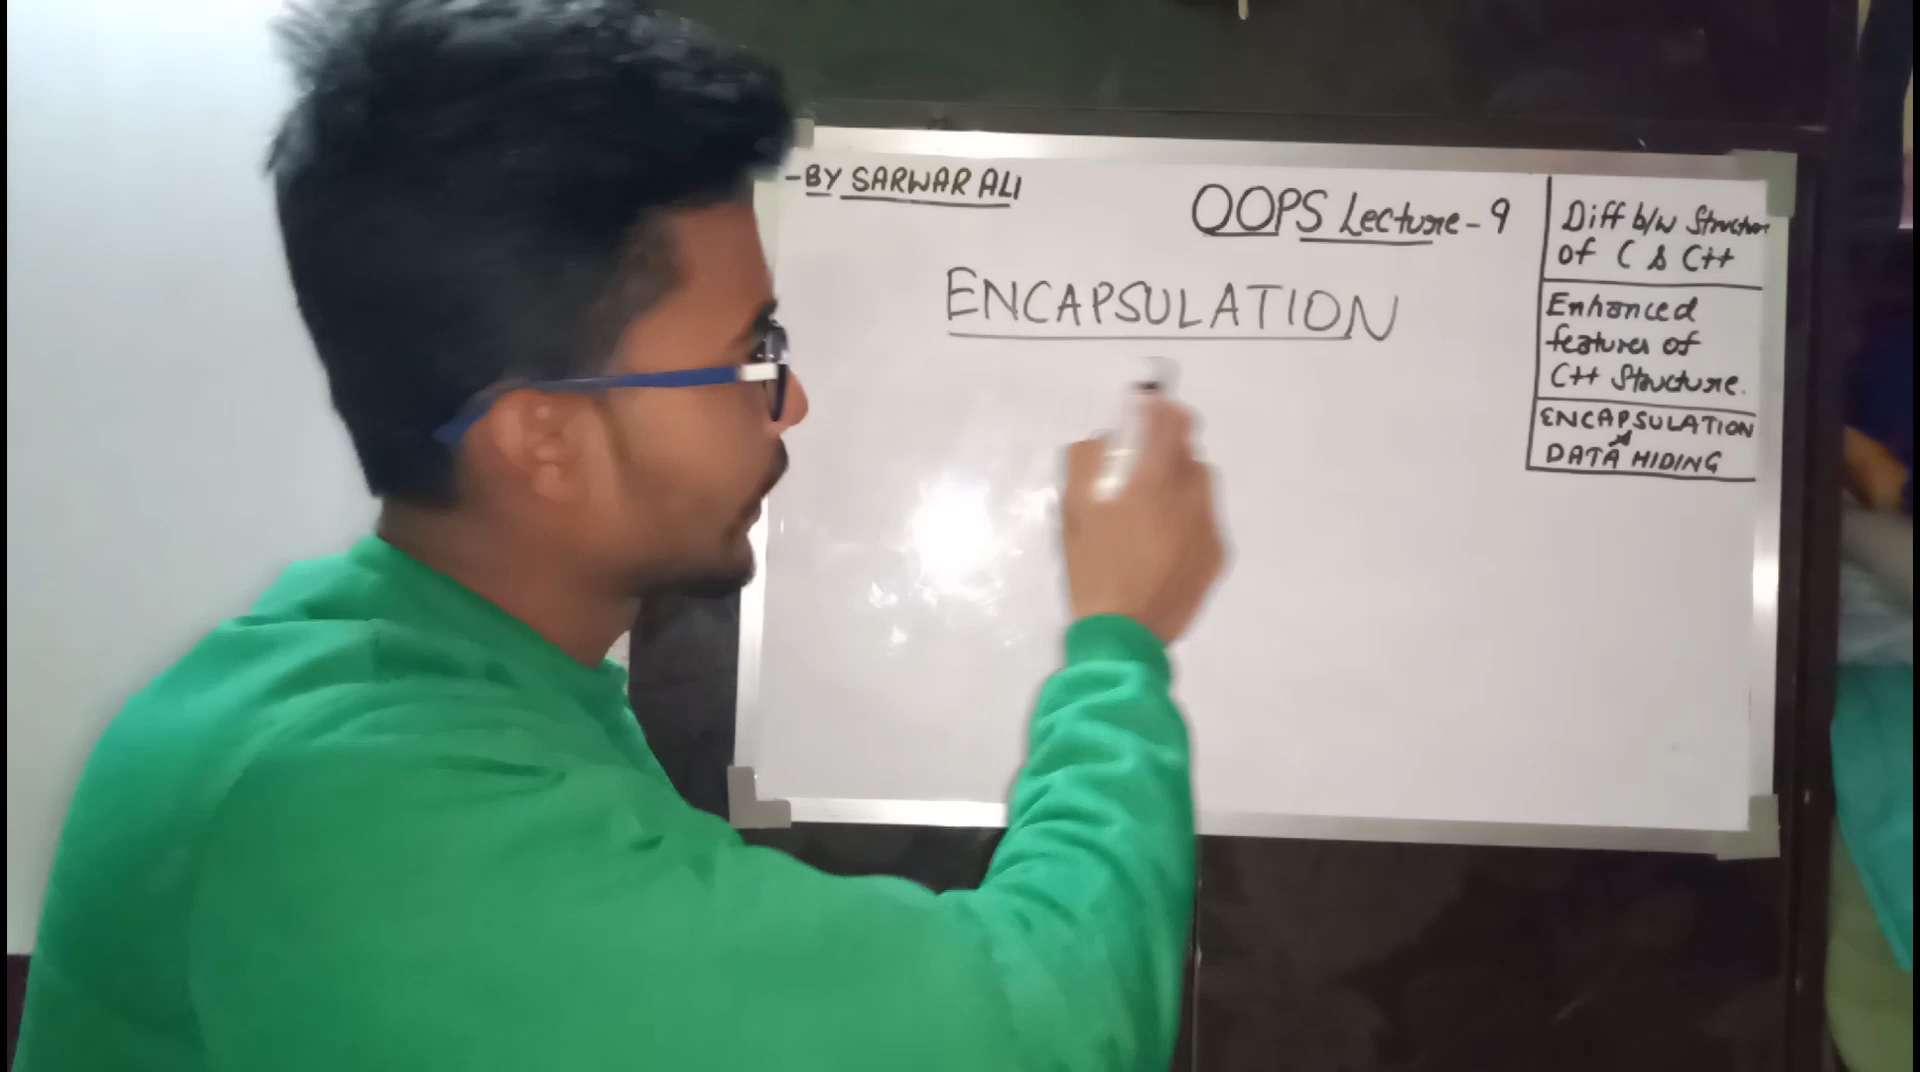 -BY SARWAR ALI
OOPS Lecture-9
ENCAPSULATION
Diff b/w Structure
of C & C++
Enhanced
features of
C++ Structure.
ENCAPSULATION
DATA HIDING